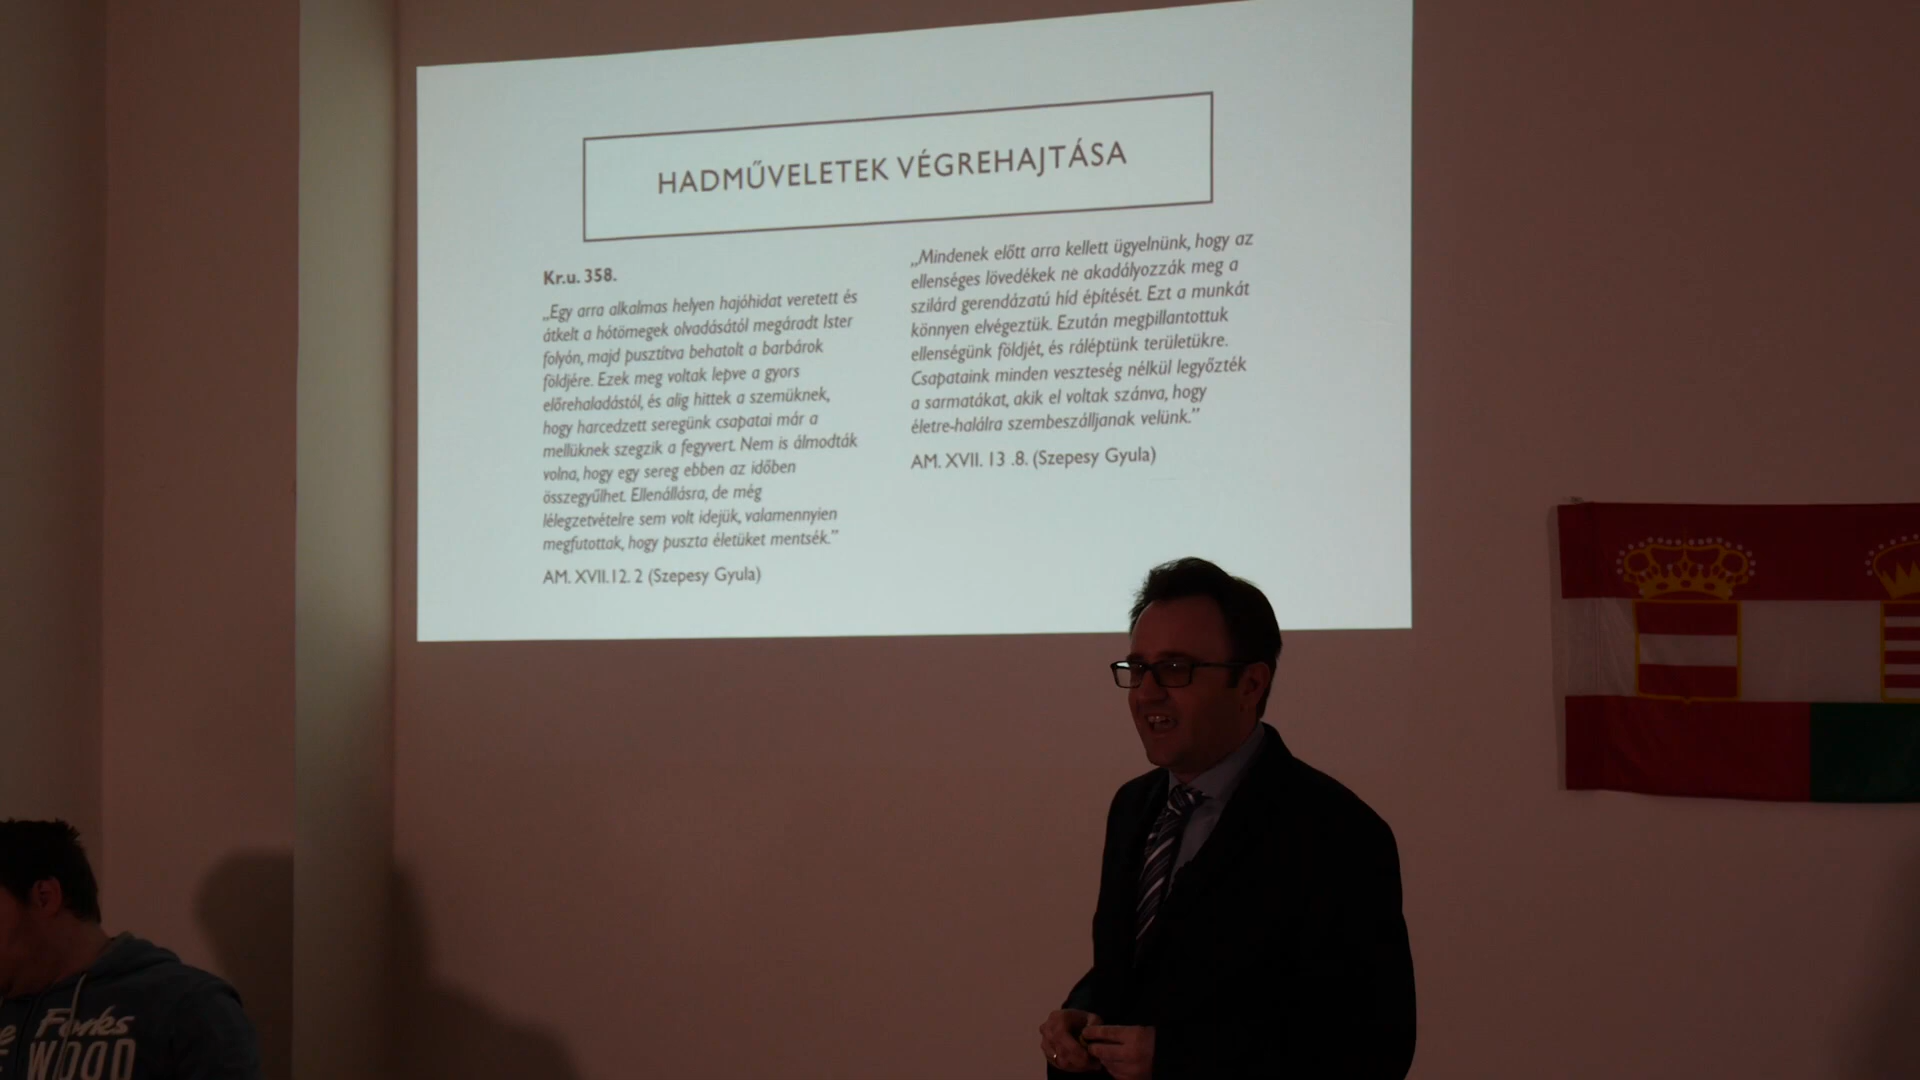 HADMŰVELETEK VÉGREHAJTÁSA
Kr.u. 358.
„Egy arra alkalmas helyen hajóhidat veretett és
átkelt a hótömegek olvadásától megáradt Ister
folyón, majd pusztítva behatolt a barbárok
földjére. Ezek meg voltak lepve a gyors
előrehaladástól, és alig hittek a szemüknek,
hogy harcedzett seregünk csapatai már a
mellüknek szegzik a fegyvert. Nem is álmodták
volna, hogy egy sereg ebben az időben
összegyűlhet. Ellenállásra, de még
lélegzetvételre sem volt idejük, valamennyien
megfutottak, hogy puszta életüket mentsék.”
AM. XVII.12. 2 (Szepesy Gyula)
„Mindenek előtt arra kellett ügyelnünk, hogy az
ellenséges lövedékek ne akadályozzák meg a
szilárd gerendázatú híd építését. Ezt a munkát
könnyen elvégeztük. Ezután megpillantottuk
ellenségünk földjét, és ráléptünk területükre.
Csapataink minden veszteség nélkül legyőzték
a sarmatákat, akik el voltak szánva, hogy
életre-halálra szembeszálljanak velünk.”
AM. XVII. 13 .8. (Szepesy Gyula)
Forks
WOOD